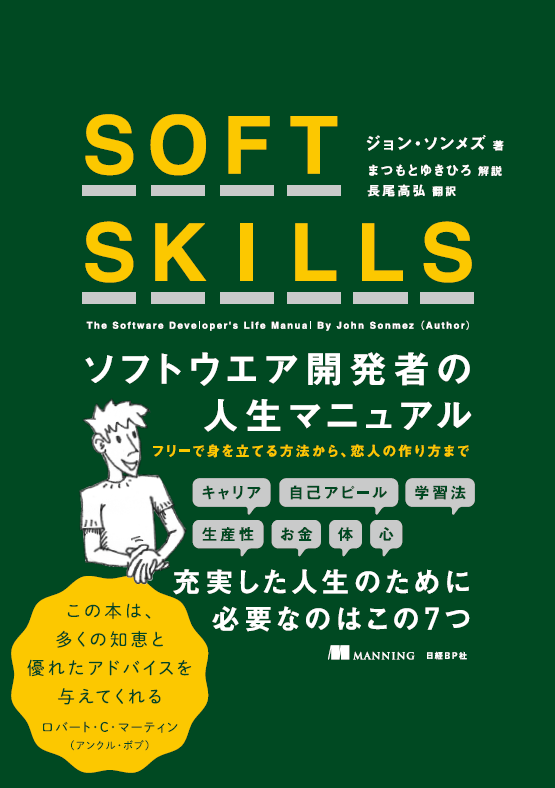 SOFT
ジョン・ソンメズ 著
まつもとゆきひろ 解説
長尾高弘 翻訳
SKILLS
The Software Developer's Life Manual By John Sonmez (Author)
ソフトウエア開発者の
人生マニュアル
フリーで身を立てる方法から、恋人の作り方まで
キャリア 自己アピール 学習法
生産性 お金 体 心
充実した人生のために
必要なのはこの7つ
MANNING 日経BP社
この本は、
多くの知恵と
優れたアドバイスを
与えてくれる
ロバート・C・マーティン
(アンクル・ボブ)